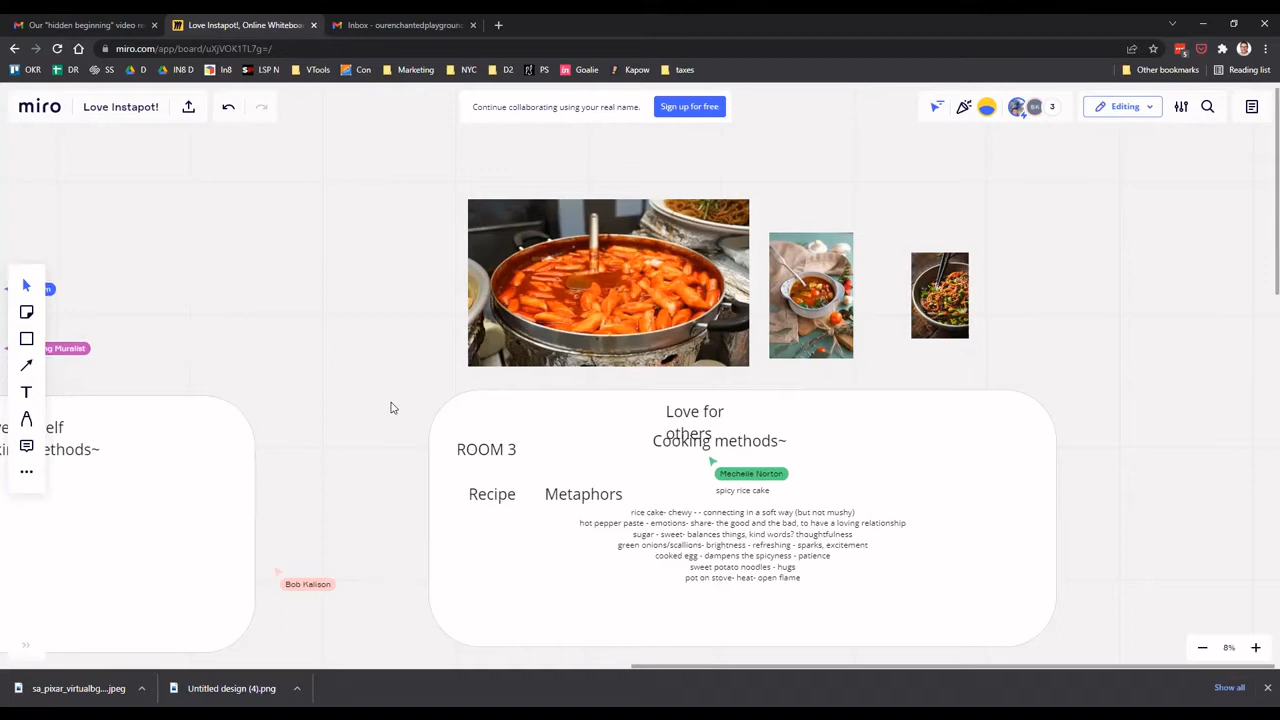 Our "hidden beginning" video re
Love Instapot!, Online Whiteboa
Inbox - ourenchantedplaygroun
miro.com/app/board/uXjVOK1TL7g=/
OKR DR SS D IN8 D In8 LSP N VTools Con Marketing NYC D2 PS Goalie Kapow taxes Other bookmarks Reading list
miro Love Instapot! Continue collaborating using your real name. Sign up for free 3 Editing
ng Muralist
elf
ethods~
Bob Kalison
Love for
others
Cooking methods~
ROOM 3
Mechelle Norton
Recipe Metaphors
spicy rice cake
rice cake- chewy - - connecting in a soft way (but not mushy)
hot pepper paste - emotions- share- the good and the bad, to have a loving relationship
sugar - sweet- balances things, kind words? thoughtfulness
green onions/scallions- brightness - refreshing - sparks, excitement
cooked egg - dampens the spicyness - patience
sweet potato noodles - hugs
pot on stove- heat- open flame
8%
sa_pixar_virtualbg....jpeg
Untitled design (4).png
Show all